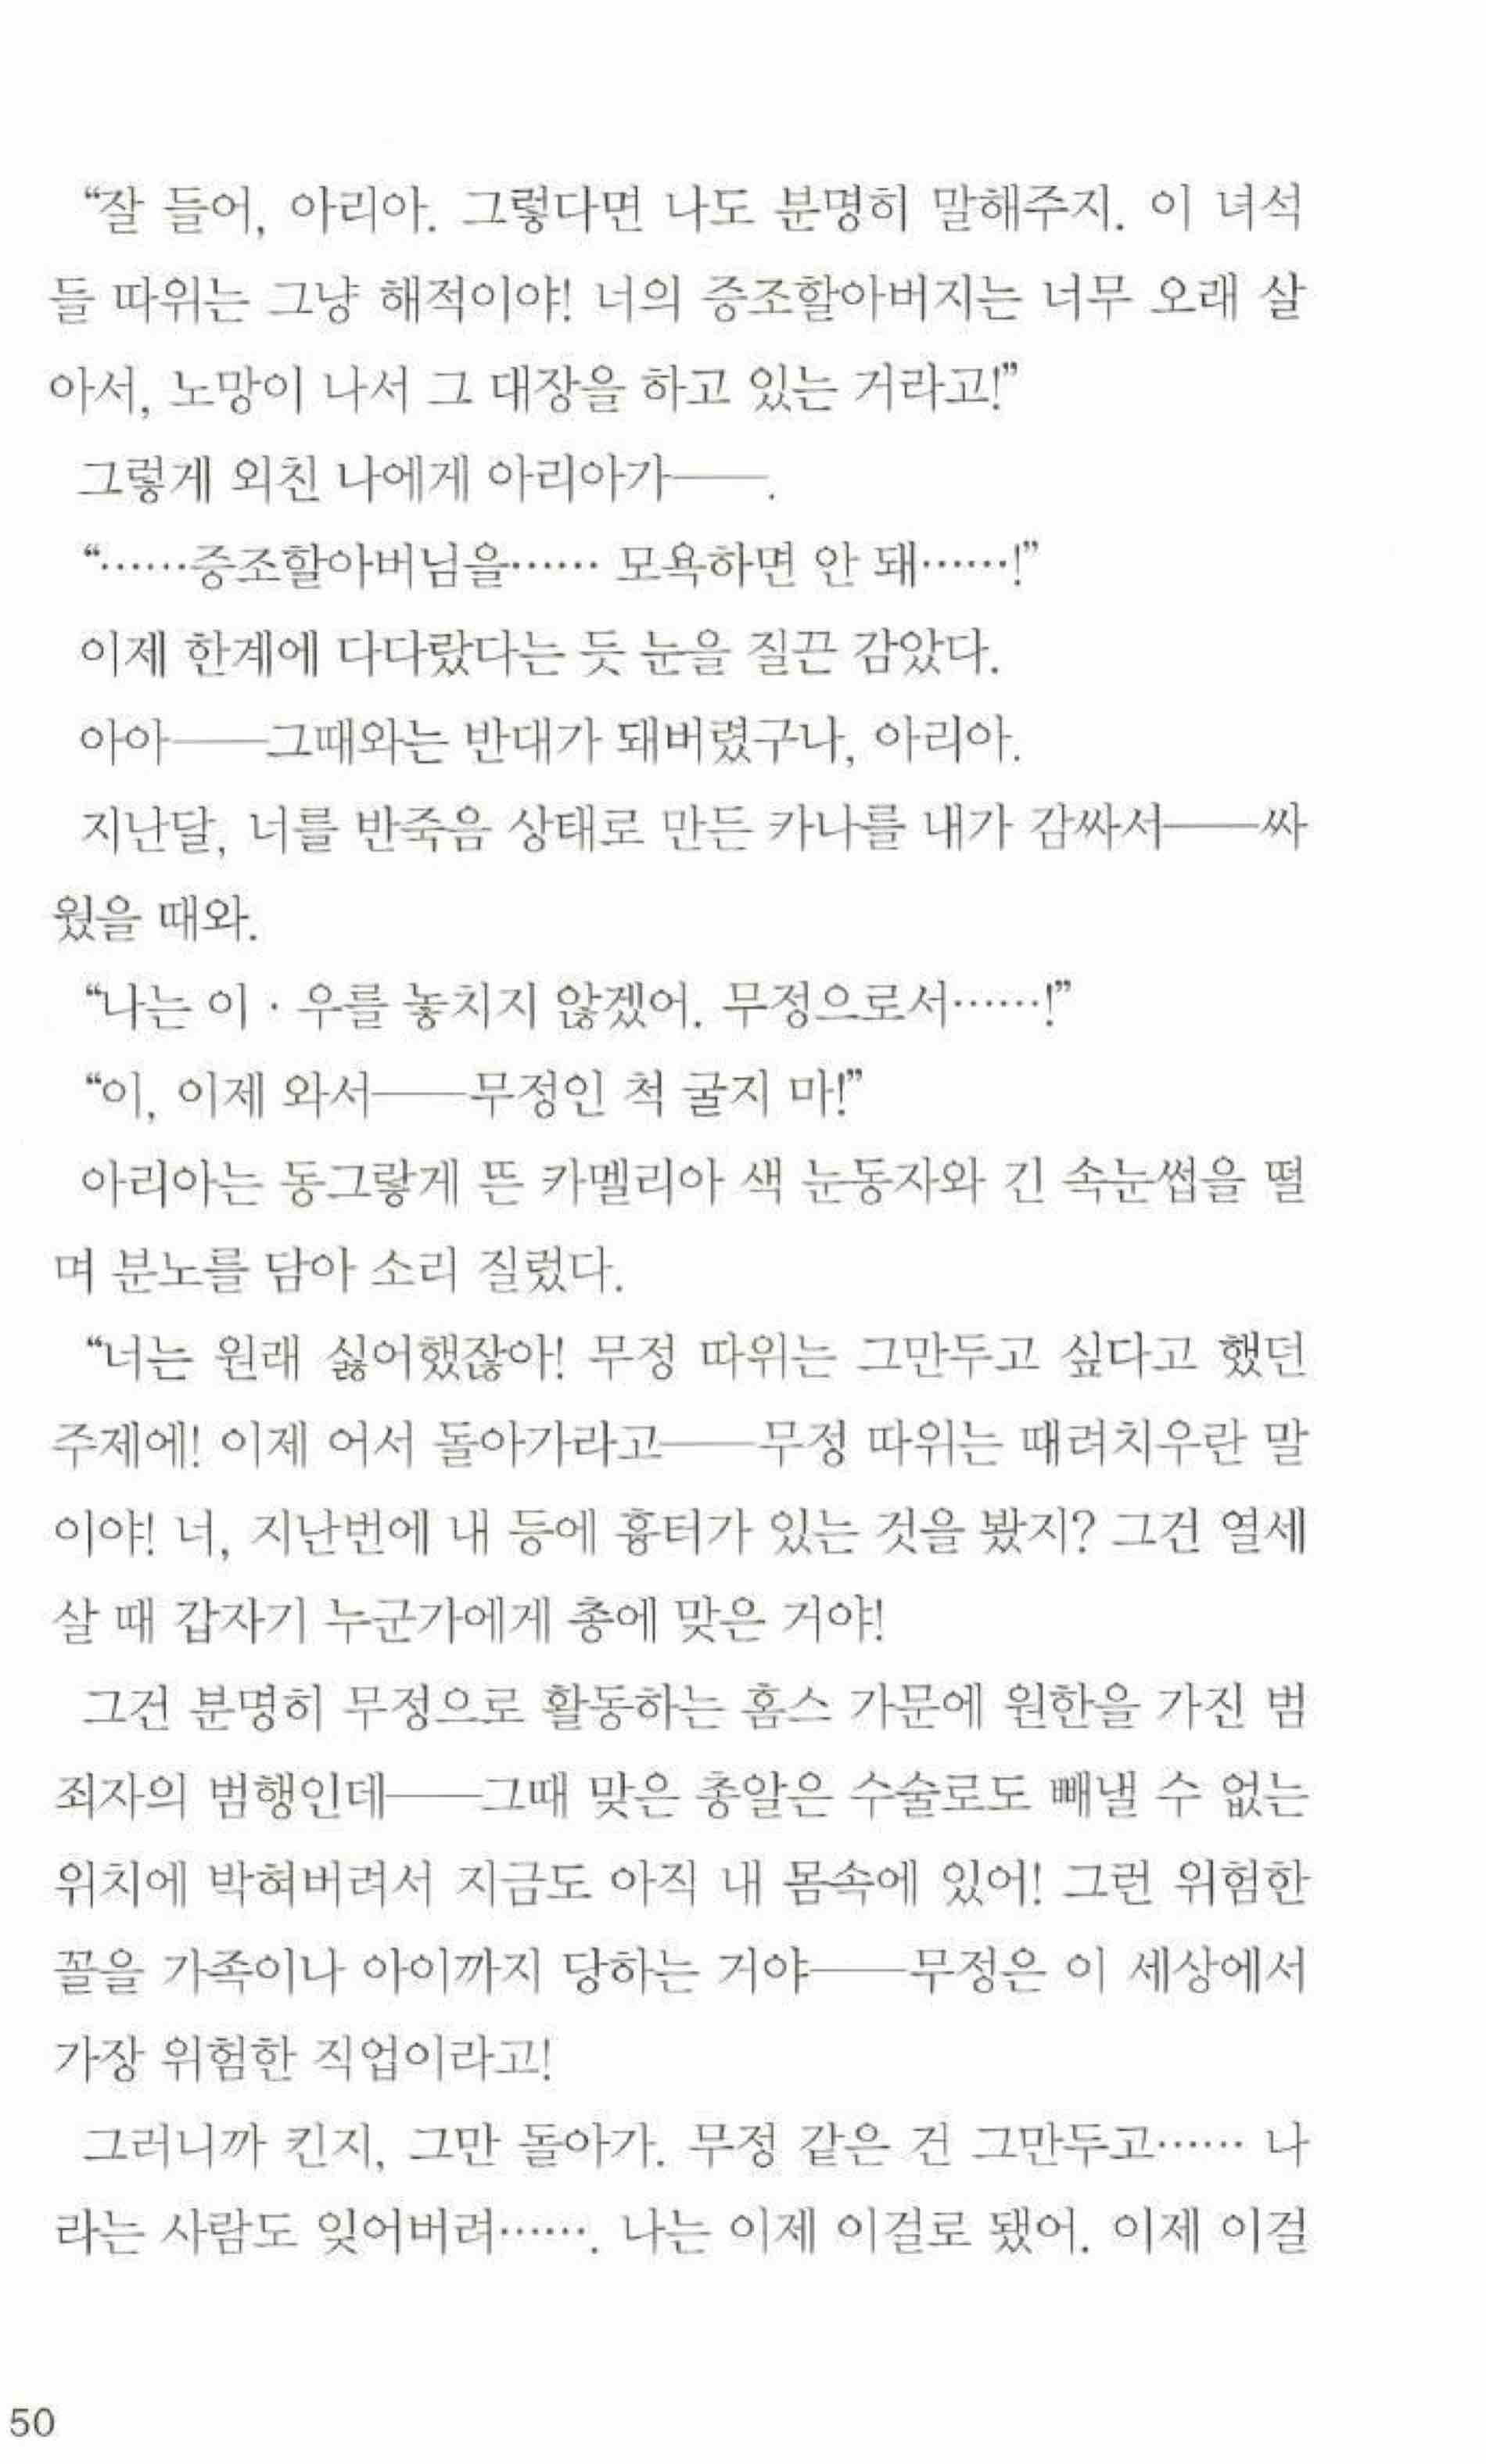 “잘 들어, 아리아. 그렇다면 나도 분명히 말해주지. 이 녀석
들 따위는 그냥 해적이야! 너의 증조할아버지는 너무 오래 살
아서, 노망이 나서 그 대장을 하고 있는 거라고!”
그렇게 외친 나에게 아리아가──.
“……증조할아버님을…… 모욕하면 안 돼……!”
이제 한계에 다다랐다는 듯 눈을 질끈 감았다.
아아──그때와는 반대가 돼버렸구나, 아리아.
지난달, 너를 반죽음 상태로 만든 카나를 내가 감싸서──싸
웠을 때와.
“나는 이 · 우를 놓치지 않겠어. 무정으로서……!”
“이, 이제 와서──무정인 척 굴지 마!”
아리아는 동그랗게 뜬 카멜리아 색 눈동자와 긴 속눈썹을 떨
며 분노를 담아 소리 질렀다.
“너는 원래 싫어했잖아! 무정 따위는 그만두고 싶다고 했던
주제에! 이제 어서 돌아가라고──무정 따위는 때려치우란 말
이야! 너, 지난번에 내 등에 흉터가 있는 것을 봤지? 그건 열세
살 때 갑자기 누군가에게 총에 맞은 거야!
그건 분명히 무정으로 활동하는 홈스 가문에 원한을 가진 범
죄자의 범행인데──그때 맞은 총알은 수술로도 빼낼 수 없는
위치에 박혀버려서 지금도 아직 내 몸속에 있어! 그런 위험한
꼴을 가족이나 아이까지 당하는 거야──무정은 이 세상에서
가장 위험한 직업이라고!
그러니까 킨지, 그만 돌아가. 무정 같은 건 그만두고…… 나
라는 사람도 잊어버려……. 나는 이제 이걸로 됐어. 이제 이걸
50